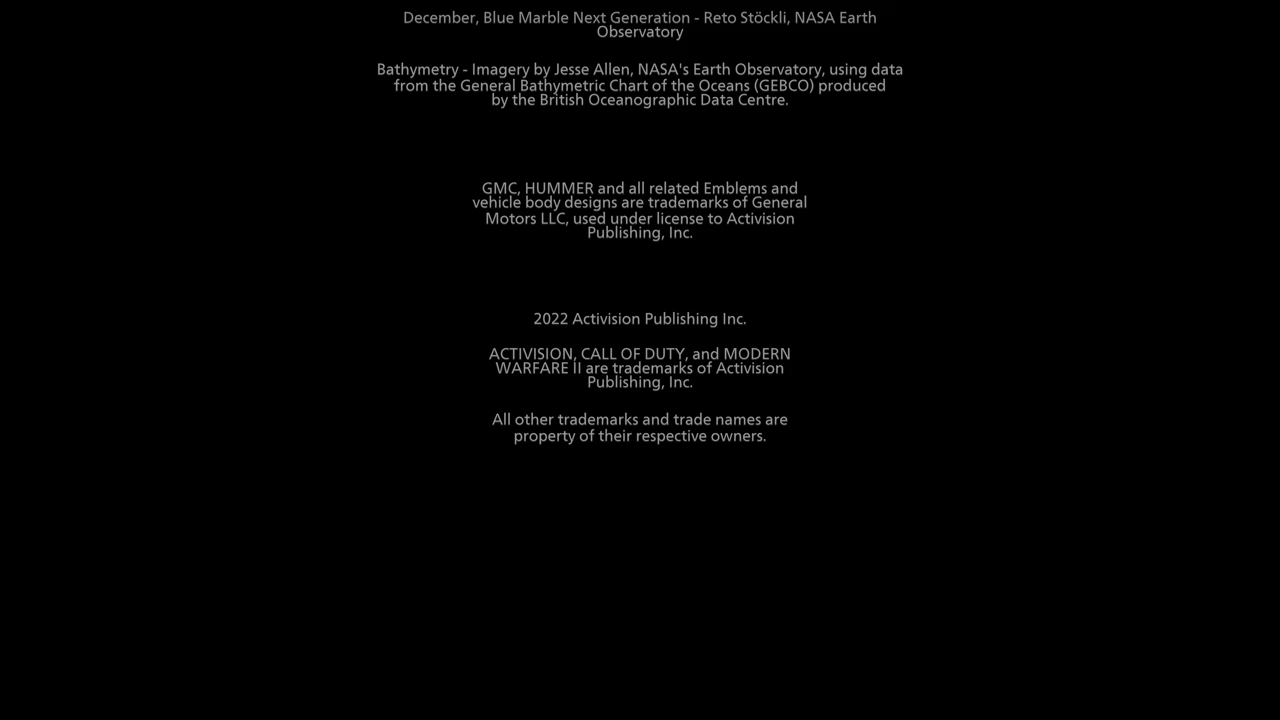 December, Blue Marble Next Generation - Reto Stöckli, NASA Earth
Observatory
Bathymetry - Imagery by Jesse Allen, NASA's Earth Observatory, using data
from the General Bathymetric Chart of the Oceans (GEBCO) produced
by the British Oceanographic Data Centre.
GMC, HUMMER and all related Emblems and
vehicle body designs are trademarks of General
Motors LLC, used under license to Activision
Publishing, Inc.
2022 Activision Publishing Inc.
ACTIVISION, CALL OF DUTY, and MODERN
WARFARE II are trademarks of Activision
Publishing, Inc.
All other trademarks and trade names are
property of their respective owners.